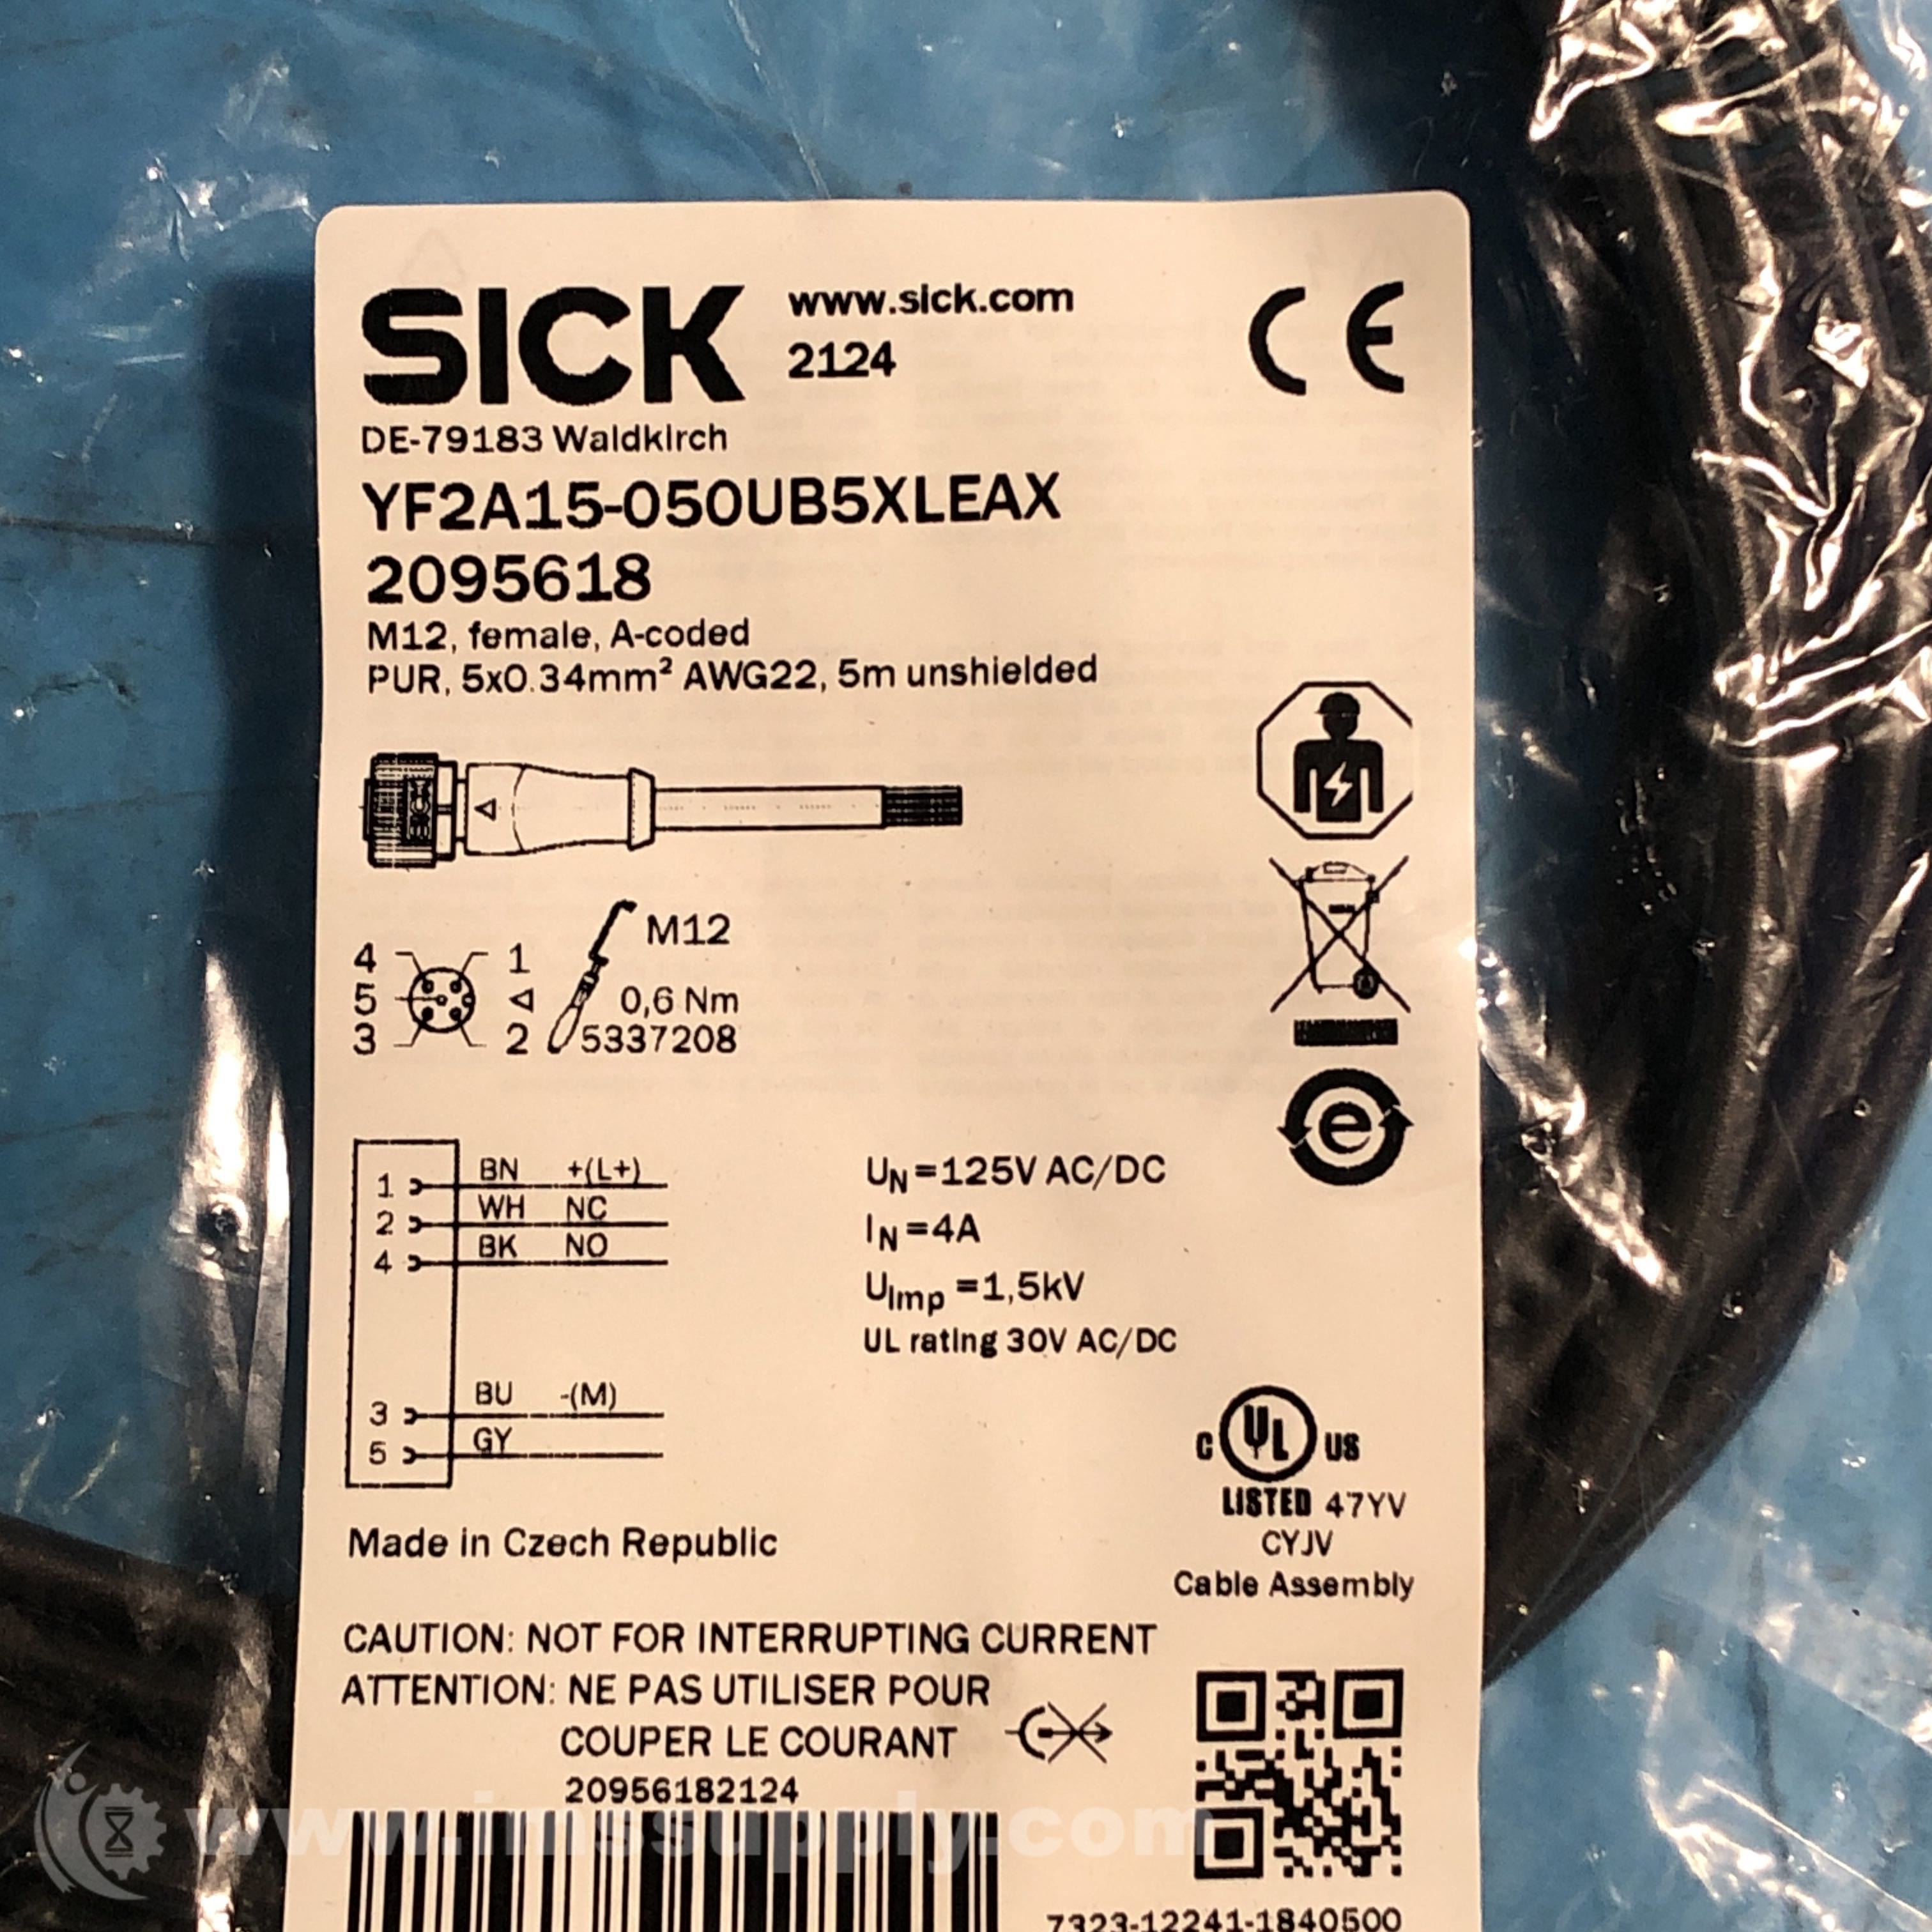 SICK www.sick.com
2124
CE
DE-79183 Waldkirch
YF2A15-050UB5XLEAX
2095618
M12, female, A-coded
PUR, 5x0.34mm² AWG22, 5m unshielded
SICK
M12
4 1
5 0,6 Nm
3 2 5337208
1 BN +(L+)
2 WH NC
4 BK NO
3 BU -(M)
5 GY
UN=125V AC/DC
IN=4A
UImp=1,5kV
UL rating 30V AC/DC
e
c UL US
LISTED 47YV
CYJV
Cable Assembly
Made in Czech Republic
CAUTION: NOT FOR INTERRUPTING CURRENT
ATTENTION: NE PAS UTILISER POUR
COUPER LE COURANT
20956182124
www.imssupply.com
7323-12241-1840500